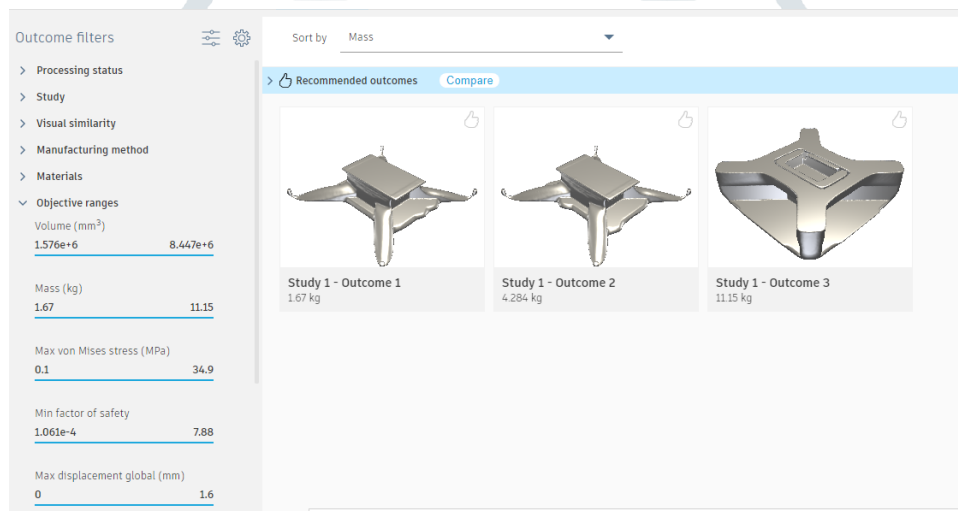 Outcome filters
Sort by Mass
Processing status
Recommended outcomes Compare
Study
Visual similarity
Manufacturing method
Materials
Objective ranges
Volume (mm³)
1.576e+6 8.447e+6
Mass (kg)
1.67 11.15
Max von Mises stress (MPa)
0.1 34.9
Min factor of safety
1.061e-4 7.88
Max displacement global (mm)
0 1.6
Study 1 - Outcome 1
1.67 kg
Study 1 - Outcome 2
4.284 kg
Study 1 - Outcome 3
11.15 kg